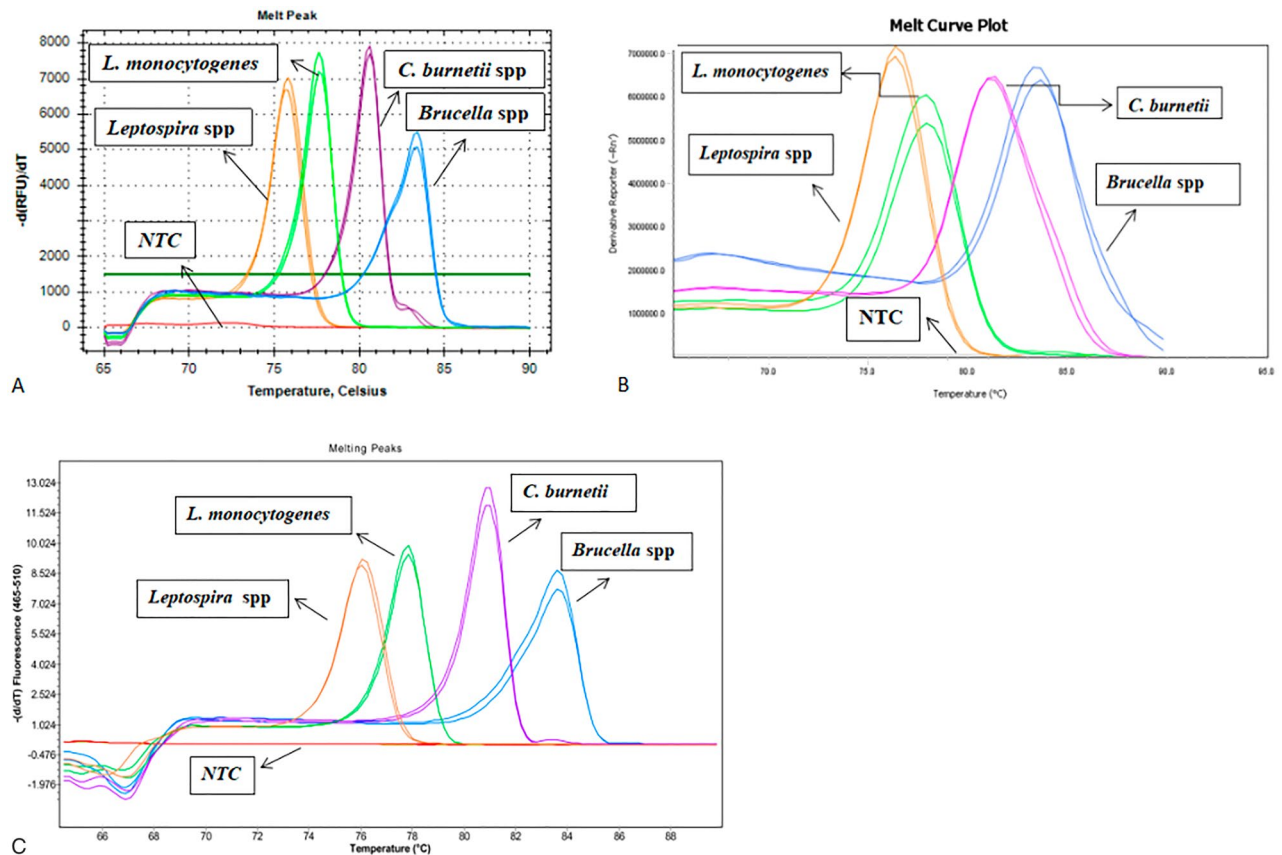 Melt Peak
8000
7000
6000
5000
4000
2000
1000
0
-d(RFU)/dT
L. monocytogenes
C. burnetii spp
Leptospira spp
Brucella spp
NTC
65 70 75 80 85 90
Temperature, Celsius
A
Melt Curve Plot
7000000.0
6000000.0
4000000.0
3000000.0
2000000.0
1000000.0
Derivative Reporter (-Rn')
L. monocytogenes
C. burnetii
Leptospira spp
Brucella spp
NTC
70.0 75.0 80.0 85.0 90.0 95.0
Temperature (°C)
B
Melting Peaks
13.024
11.524
10.024
8.524
7.024
5.524
4.024
2.524
1.024
-0.476
-1.976
-(d/dT) Fluorescence (465-510)
C. burnetii
L. monocytogenes
Brucella spp
Leptospira spp
NTC
66 68 70 72 74 76 78 80 82 84 86 88
Temperature (°C)
C